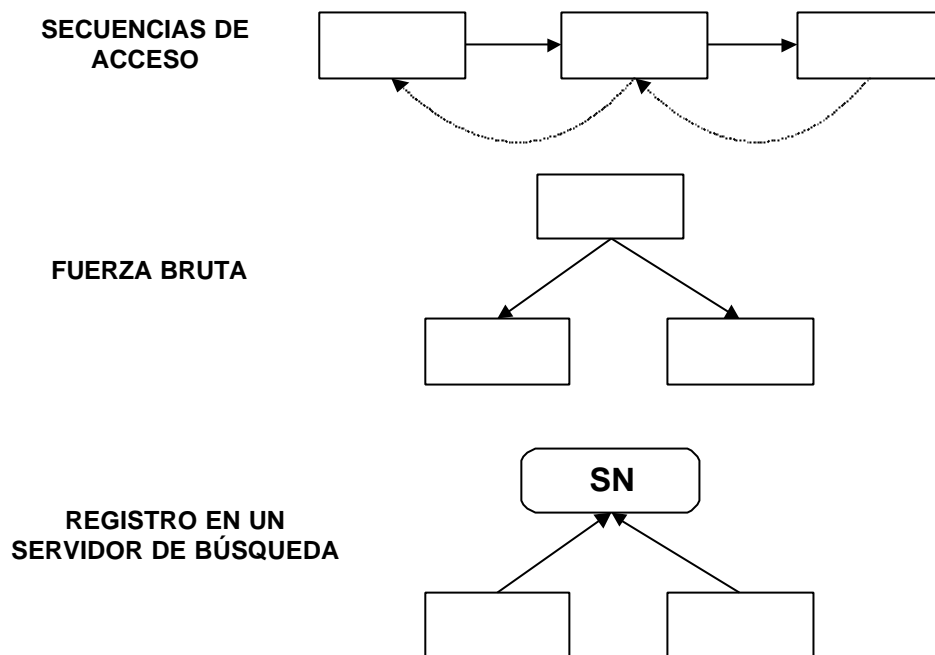 SECUENCIAS DE
ACCESO
FUERZA BRUTA
SN
REGISTRO EN UN
SERVIDOR DE BÚSQUEDA